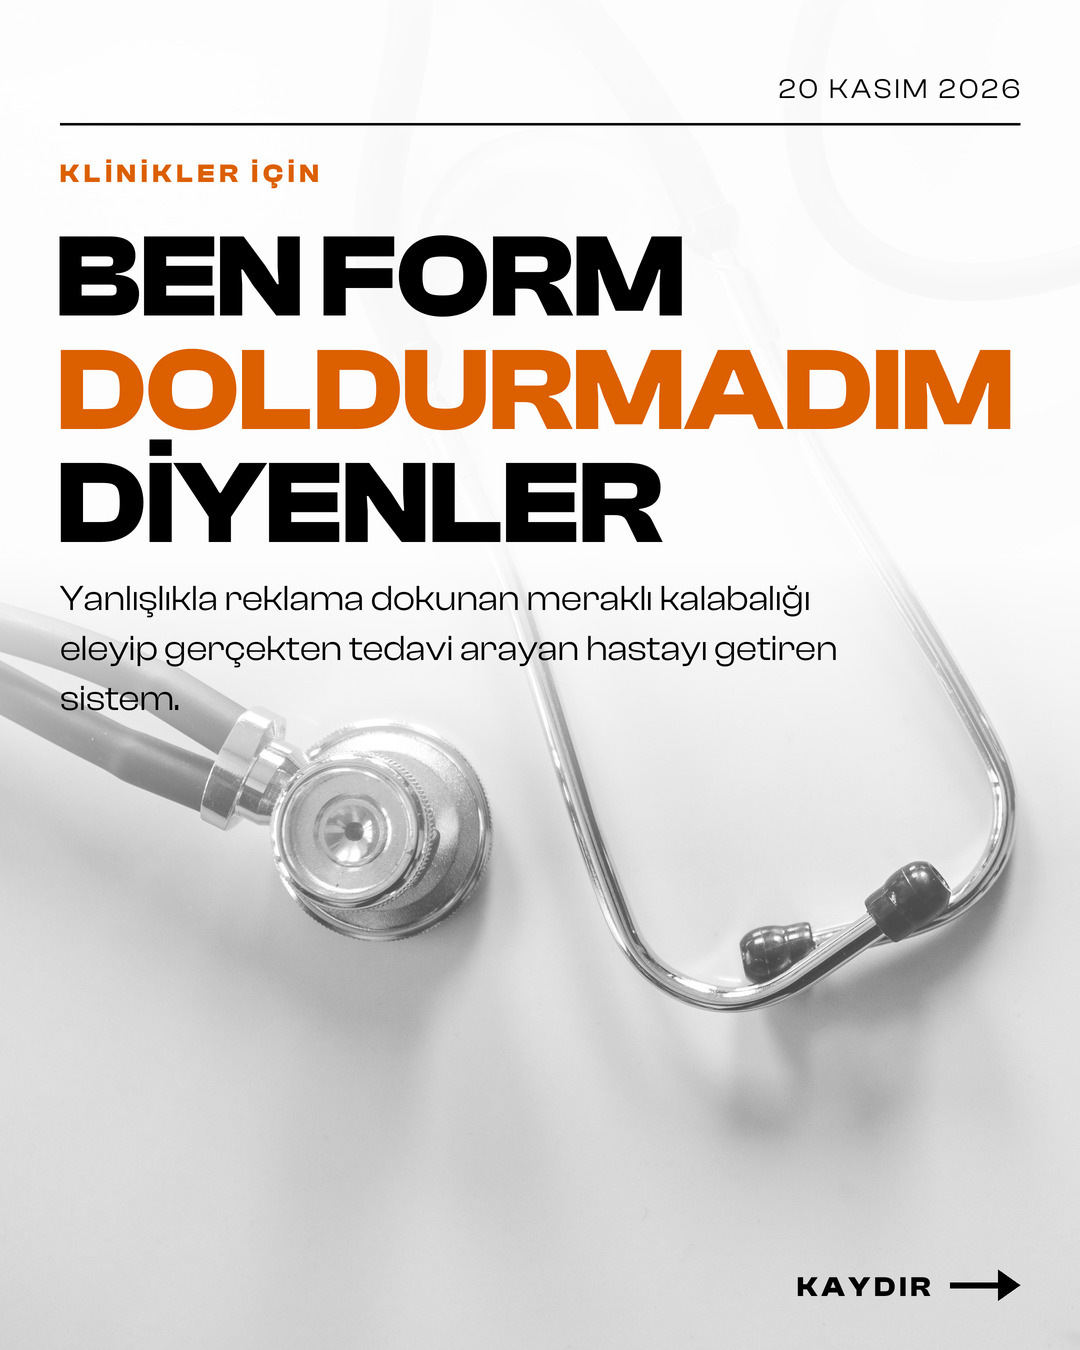 20 KASIM 2026
KLİNİKLER İÇİN
BEN FORM
DOLDURMADIM
DİYENLER
Yanlışlıkla reklama dokunan meraklı kalabalığı
eleyip gerçekten tedavi arayan hastayı getiren
sistem.
KAYDIR